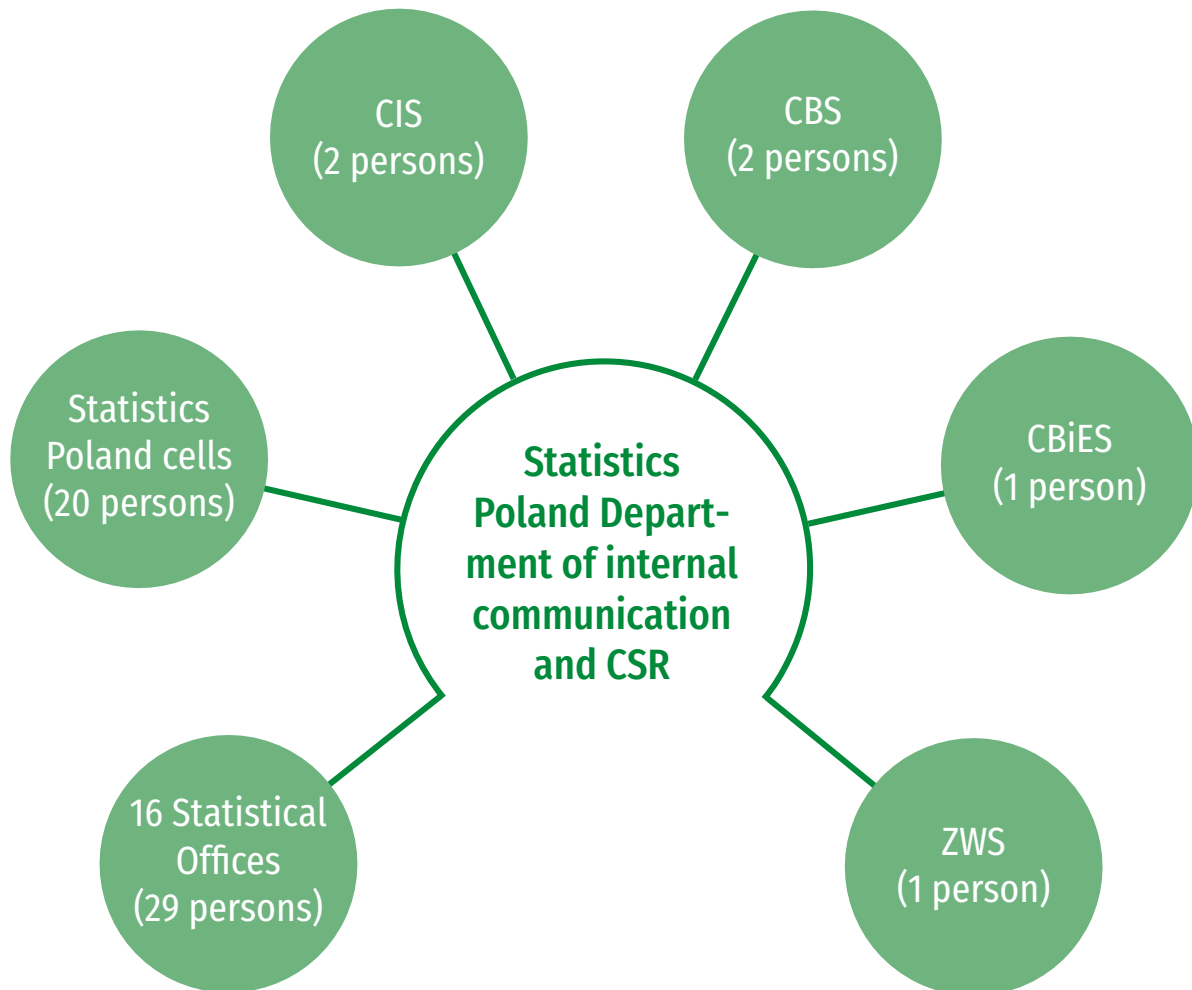 CIS
(2 persons)
CBS
(2 persons)
Statistics
Poland cells
(20 persons)
CBiES
(1 person)
Statistics
Poland Depart-
ment of internal
communication
and CSR
16 Statistical
Offices
(29 persons)
ZWS
(1 person)